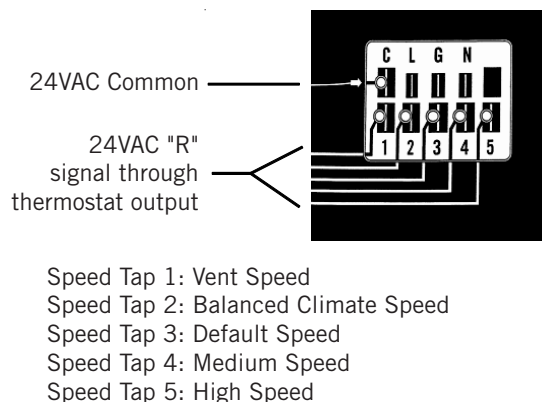 C L G N
24VAC Common
24VAC "R"
signal through
thermostat output
1 2 3 4 5
Speed Tap 1: Vent Speed
Speed Tap 2: Balanced Climate Speed
Speed Tap 3: Default Speed
Speed Tap 4: Medium Speed
Speed Tap 5: High Speed